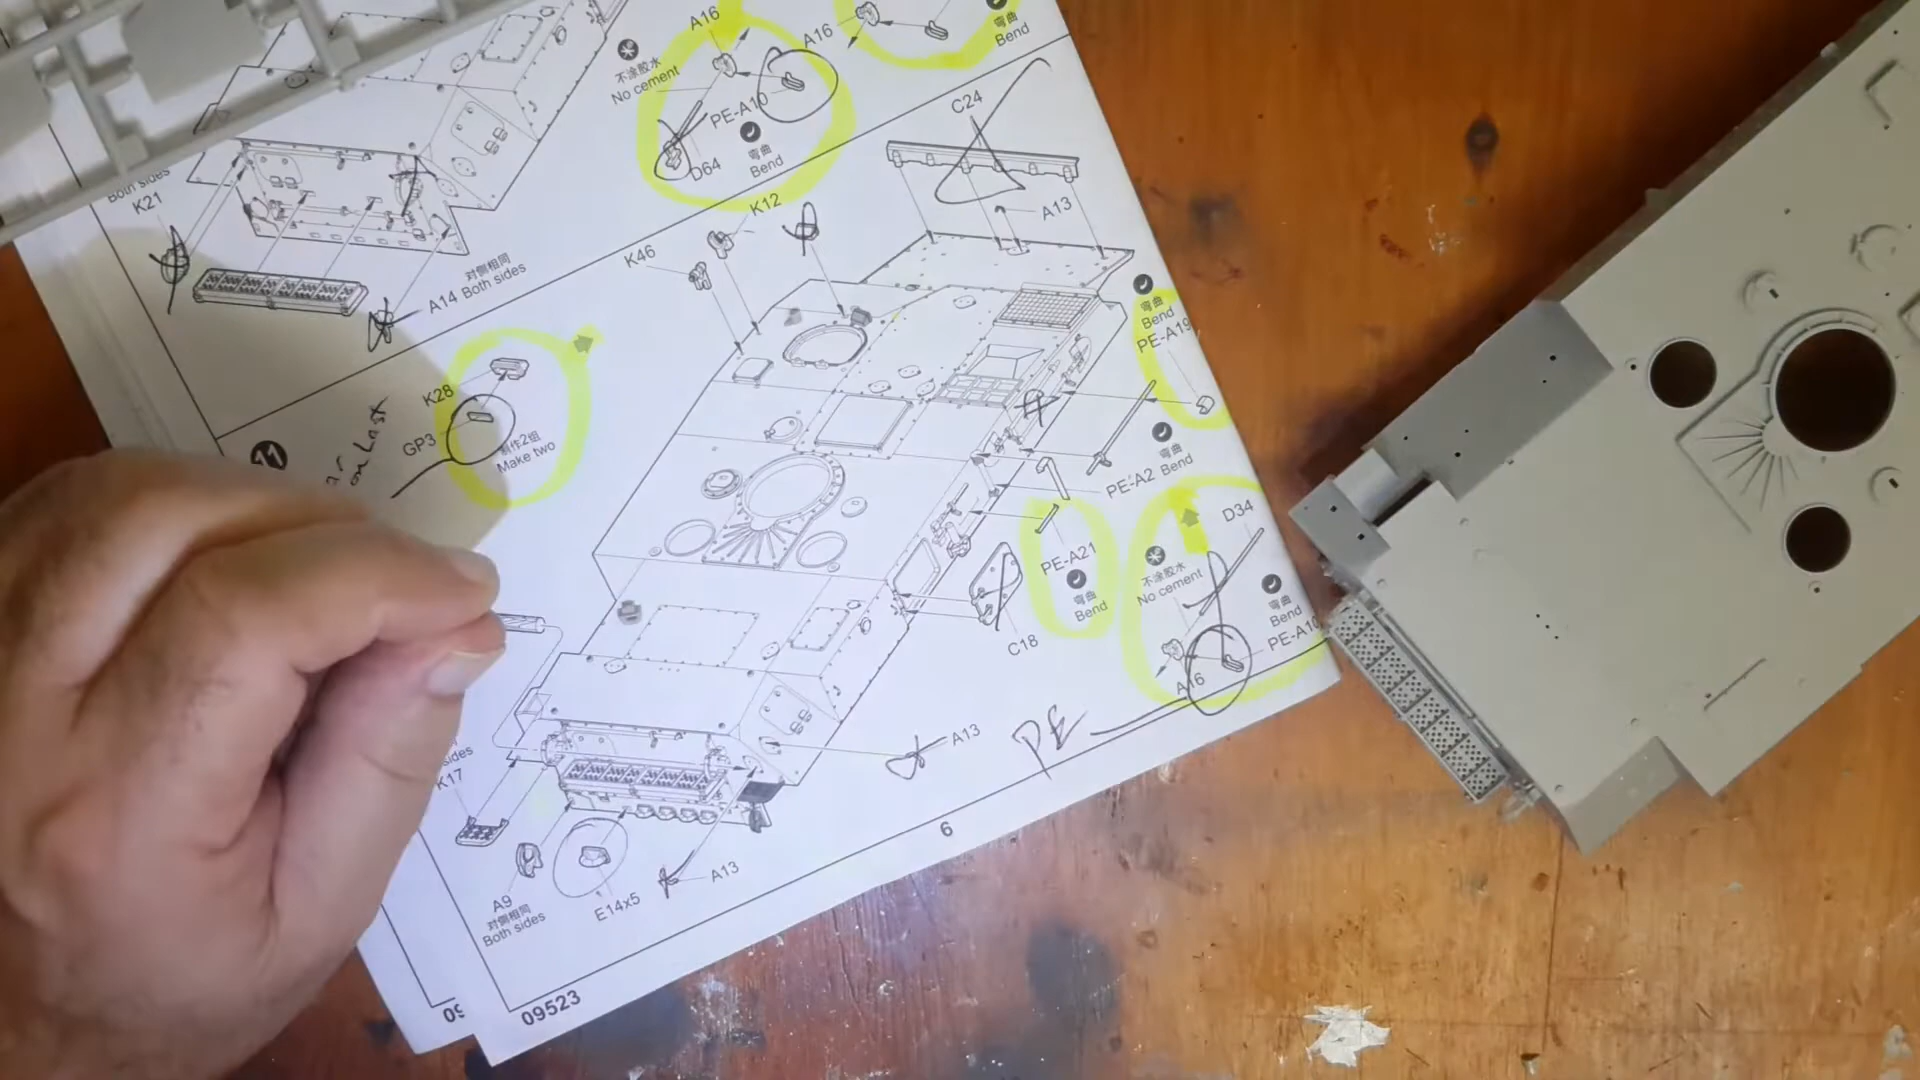 A16
A16
弯曲
Bend
不涂胶水
No cement
PE-A10
弯曲
Bend
D64
C24
Both sides
K21
K12
A13
K46
对侧相同
Both sides
A14
弯曲
Bend
PE-A19
K28
GP3
制作2组
Make two
11
on Last
弯曲
Bend
PE-A2
D34
PE-A21
弯曲
Bend
不涂胶水
No cement
弯曲
Bend
PE-A10
C18
A16
PE
A13
sides
K17
A9
对侧相同
Both sides
E14x5
A13
6
09523